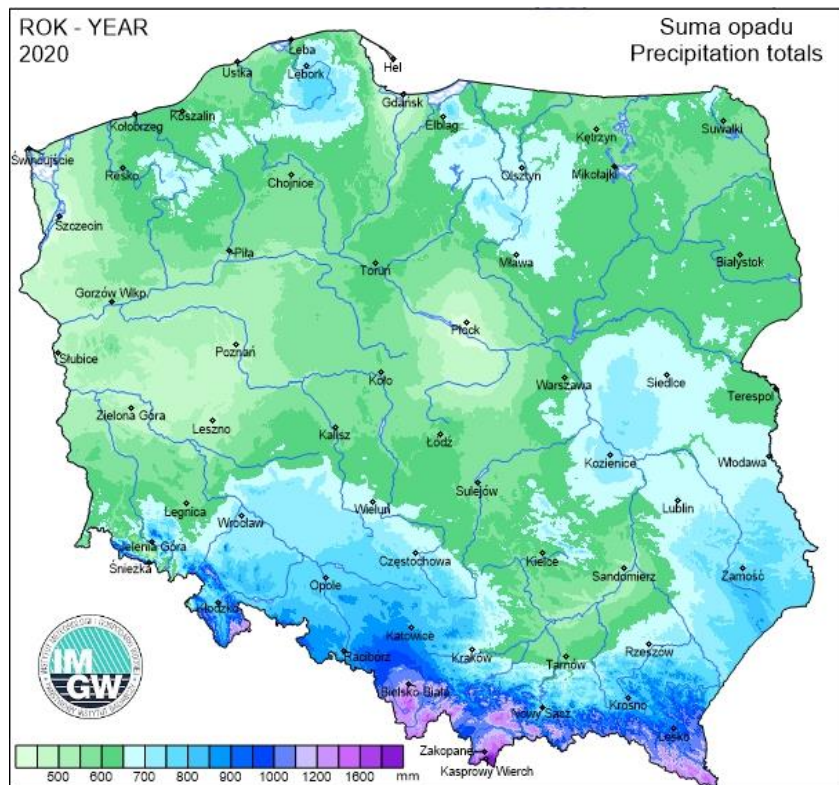 ROK - YEAR
2020
Suma opadu
Precipitation totals
Łeba
Hel
Ustka
Lębork
Gdańsk
Koszalin
Kołobrzeg
Elbląg
Suwałki
Kętrzyn
Świnoujście
Resko
Chojnice
Olsztyn
Mikołajki
Szczecin
Piła
Toruń
Mława
Białystok
Gorzów Wlkp.
Płock
Słubice
Poznań
Koło
Warszawa
Siedlce
Terespol
Zielona Góra
Leszno
Kalisz
Łódź
Kozienice
Włodawa
Sulejów
Legnica
Wrocław
Wieluń
Lublin
Jelenia Góra
Śnieżka
Częstochowa
Kielce
Sandomierz
Zamość
Opole
Kłodzko
Katowice
Racibórz
Kraków
Tarnów
Rzeszów
Bielsko Biała
Nowy Sącz
Krosno
Lesko
Zakopane
Kasprowy Wierch
IM
GW
500 600 700 800 900 1000 1200 1600 mm